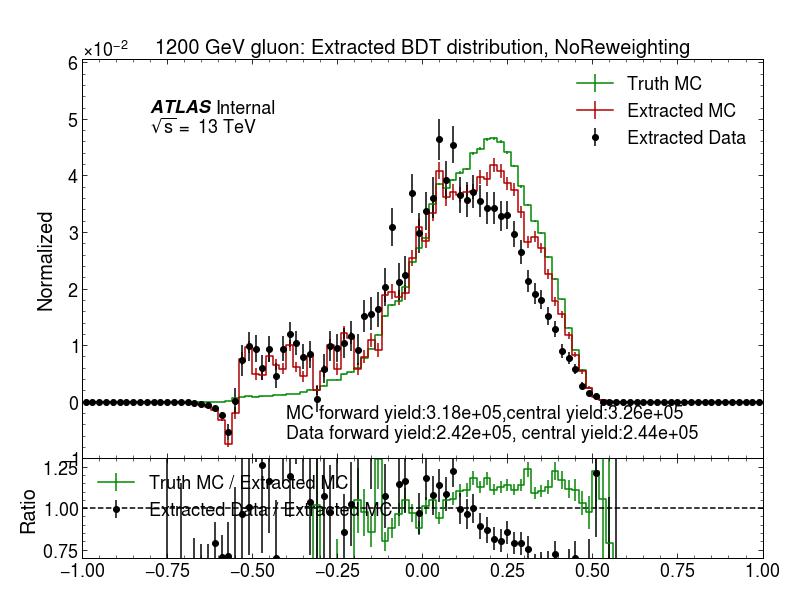 ×10⁻²
1200 GeV gluon: Extracted BDT distribution, NoReweighting
6
5
4
3
2
1
0
1
Normalized
ATLAS Internal
√s = 13 TeV
Truth MC
Extracted MC
Extracted Data
MC forward yield:3.18e+05,central yield:3.26e+05
Data forward yield:2.42e+05, central yield:2.44e+05
1.25
1.00
0.75
Ratio
Truth MC / Extracted MC
Extracted Data / Extracted MC
−1.00 −0.75 −0.50 −0.25 0.00 0.25 0.50 0.75 1.00